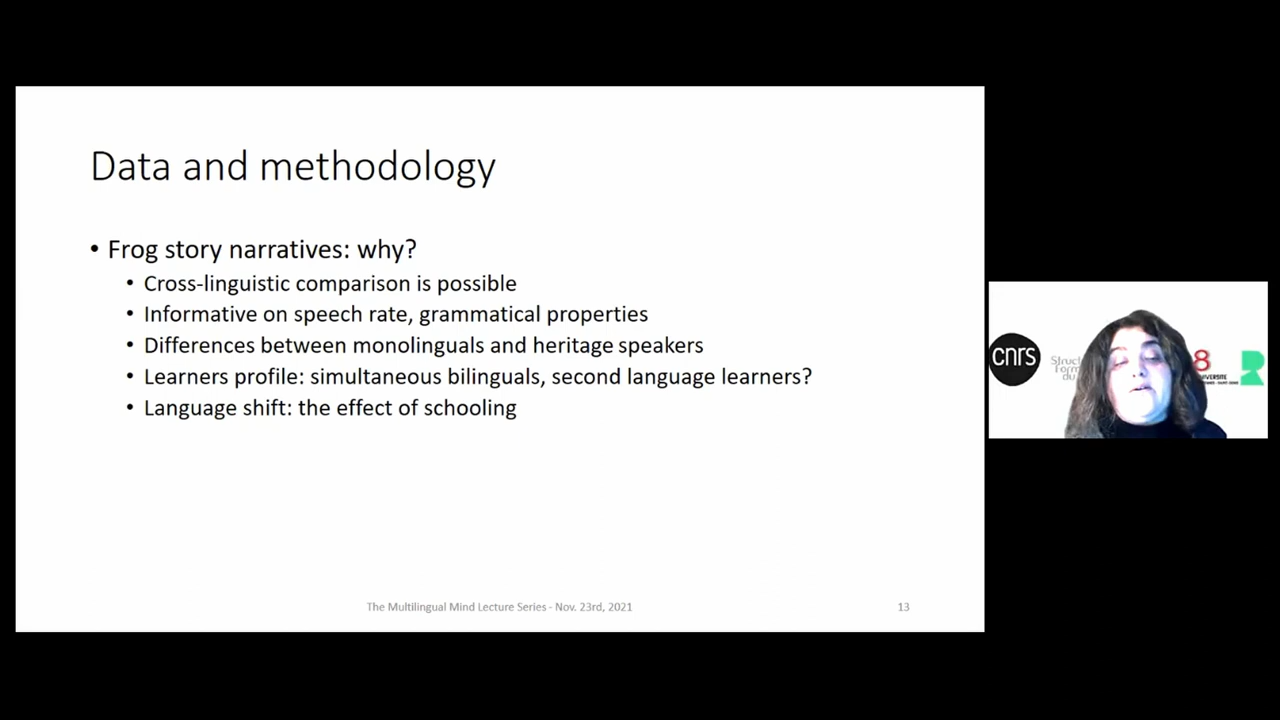 Data and methodology
• Frog story narratives: why?
• Cross-linguistic comparison is possible
• Informative on speech rate, grammatical properties
• Differences between monolinguals and heritage speakers
• Learners profile: simultaneous bilinguals, second language learners?
• Language shift: the effect of schooling
The Multilingual Mind Lecture Series - Nov. 23rd, 2021
13
cnrs
8